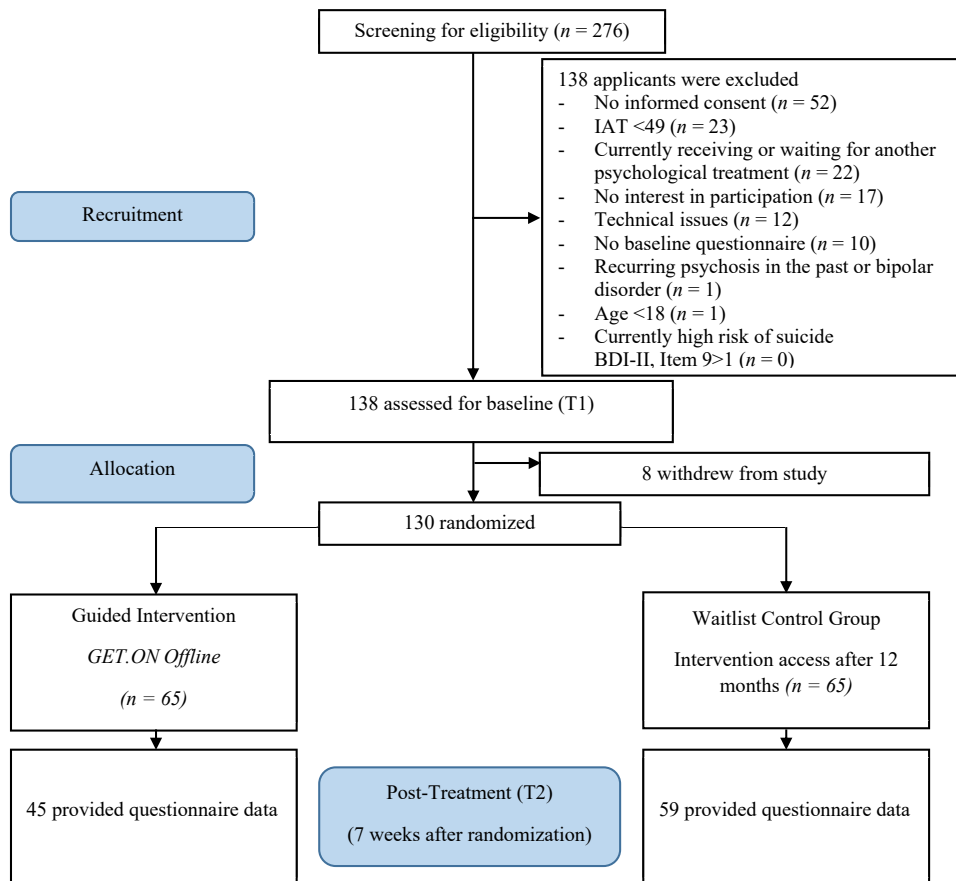 Screening for eligibility (n = 276)
138 applicants were excluded
- No informed consent (n = 52)
- IAT <49 (n = 23)
- Currently receiving or waiting for another
psychological treatment (n = 22)
- No interest in participation (n = 17)
- Technical issues (n = 12)
- No baseline questionnaire (n = 10)
- Recurring psychosis in the past or bipolar
disorder (n = 1)
- Age <18 (n = 1)
- Currently high risk of suicide
BDI-II, Item 9>1 (n = 0)
Recruitment
138 assessed for baseline (T1)
Allocation
8 withdrew from study
130 randomized
Guided Intervention
GET.ON Offline
(n = 65)
Waitlist Control Group
Intervention access after 12
months (n = 65)
45 provided questionnaire data
Post-Treatment (T2)
(7 weeks after randomization)
59 provided questionnaire data